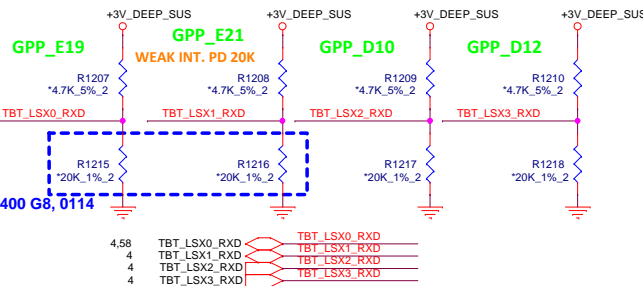 +3V_DEEP_SUS +3V_DEEP_SUS +3V_DEEP_SUS +3V_DEEP_SUS
GPP_E19 GPP_E21 GPP_D10 GPP_D12
WEAK INT. PD 20K
R1207 R1208 R1209 R1210
*4.7K_5%_2 *4.7K_5%_2 *4.7K_5%_2 *4.7K_5%_2
TBT_LSX0_RXD TBT_LSX1_RXD TBT_LSX2_RXD TBT_LSX3_RXD
R1215 R1216 R1217 R1218
*20K_1%_2 *20K_1%_2 *20K_1%_2 *20K_1%_2
400 G8, 0114
4,58 TBT_LSX0_RXD TBT_LSX0_RXD
4 TBT_LSX1_RXD TBT_LSX1_RXD
4 TBT_LSX2_RXD TBT_LSX2_RXD
4 TBT_LSX3_RXD TBT_LSX3_RXD